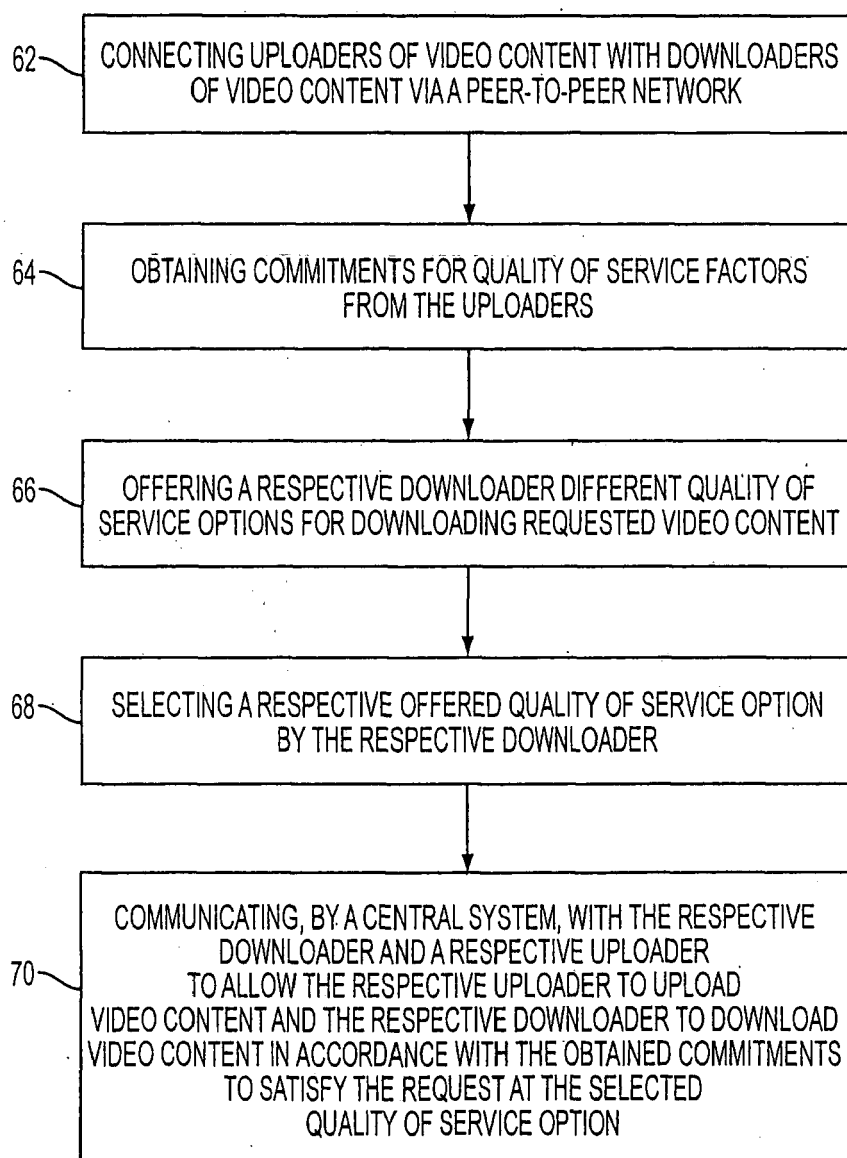 62
CONNECTING UPLOADERS OF VIDEO CONTENT WITH DOWNLOADERS
OF VIDEO CONTENT VIA A PEER-TO-PEER NETWORK
64
OBTAINING COMMITMENTS FOR QUALITY OF SERVICE FACTORS
FROM THE UPLOADERS
66
OFFERING A RESPECTIVE DOWNLOADER DIFFERENT QUALITY OF
SERVICE OPTIONS FOR DOWNLOADING REQUESTED VIDEO CONTENT
68
SELECTING A RESPECTIVE OFFERED QUALITY OF SERVICE OPTION
BY THE RESPECTIVE DOWNLOADER
70
COMMUNICATING, BY A CENTRAL SYSTEM, WITH THE RESPECTIVE
DOWNLOADER AND A RESPECTIVE UPLOADER
TO ALLOW THE RESPECTIVE UPLOADER TO UPLOAD
VIDEO CONTENT AND THE RESPECTIVE DOWNLOADER TO DOWNLOAD
VIDEO CONTENT IN ACCORDANCE WITH THE OBTAINED COMMITMENTS
TO SATISFY THE REQUEST AT THE SELECTED
QUALITY OF SERVICE OPTION